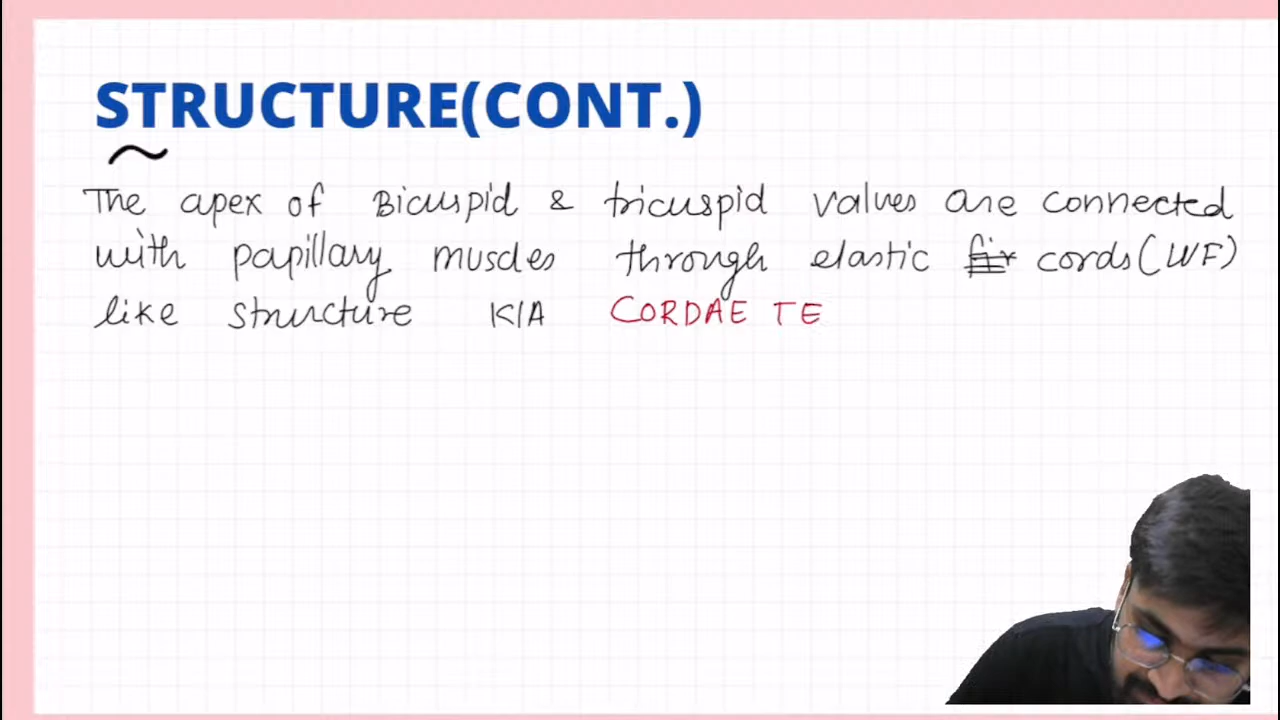 STRUCTURE(CONT.)
The apex of Bicuspid & tricuspid valves are connected
with papillary muscles through elastic cords(WF)
like structure K/A CORDAE TE